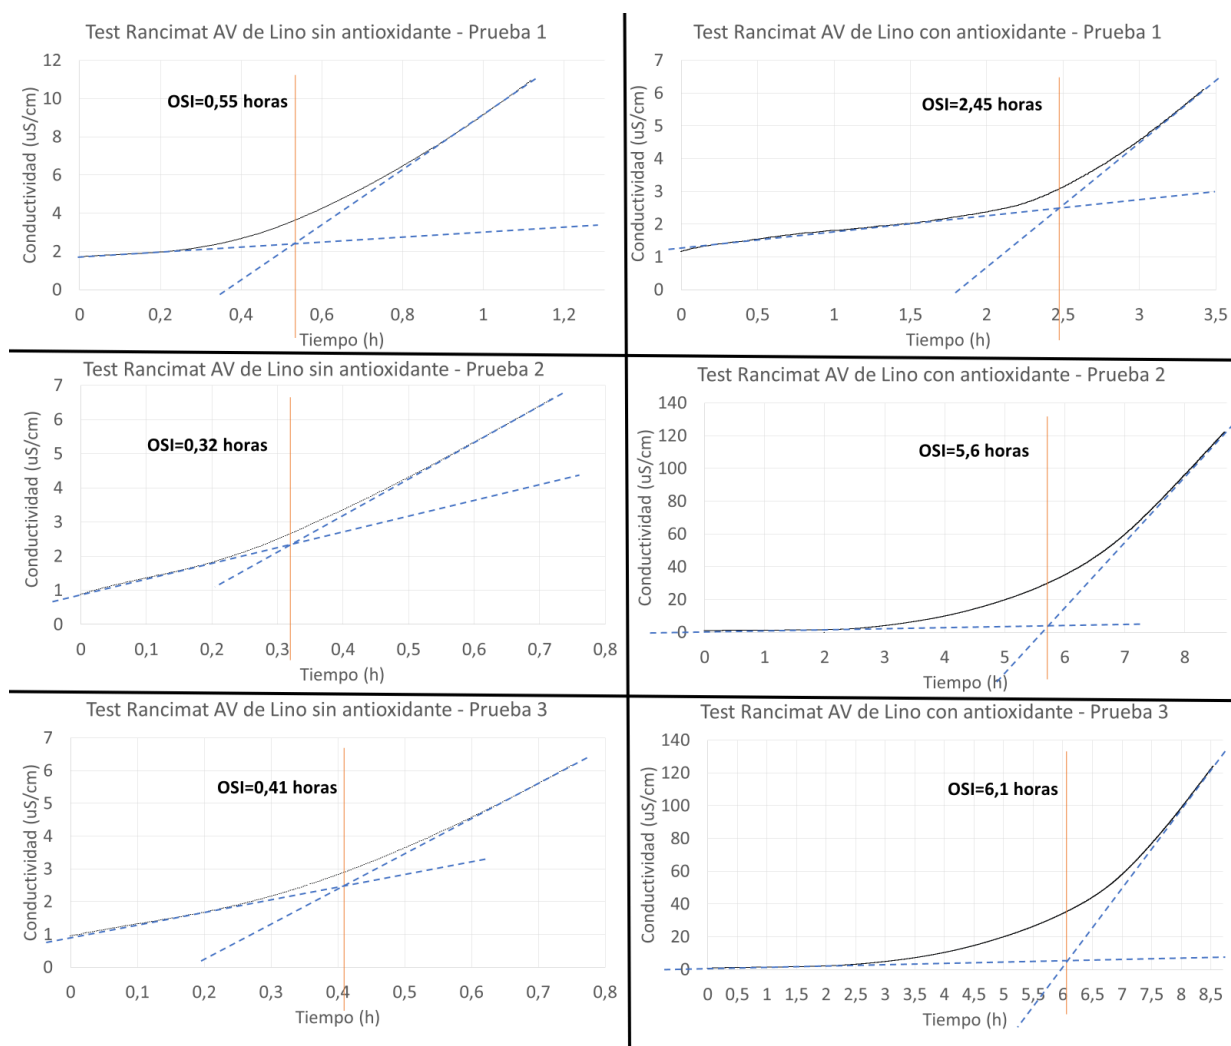 Test Rancimat AV de Lino sin antioxidante - Prueba 1
Conductividad (uS/cm)
12
10
8
6
4
2
0
OSI=0,55 horas
0 0,2 0,4 0,6 0,8 1 1,2
Tiempo (h)
Test Rancimat AV de Lino con antioxidante - Prueba 1
Conductividad (uS/cm)
7
6
5
4
3
2
1
0
OSI=2,45 horas
0 0,5 1 1,5 2 2,5 3 3,5
Tiempo (h)
Test Rancimat AV de Lino sin antioxidante - Prueba 2
Conductividad (uS/cm)
7
6
5
4
3
2
1
0
OSI=0,32 horas
0 0,1 0,2 0,3 0,4 0,5 0,6 0,7 0,8
Tiempo (h)
Test Rancimat AV de Lino con antioxidante - Prueba 2
Conductividad (uS/cm)
140
120
100
80
60
40
20
0
OSI=5,6 horas
0 1 2 3 4 5 6 7 8
Tiempo (h)
Test Rancimat AV de Lino sin antioxidante - Prueba 3
Conductividad (uS/cm)
7
6
5
4
3
2
1
0
OSI=0,41 horas
0 0,1 0,2 0,3 0,4 0,5 0,6 0,7 0,8
Tiempo (h)
Test Rancimat AV de Lino con antioxidante - Prueba 3
Conductividad (uS/cm)
140
120
100
80
60
40
20
0
OSI=6,1 horas
0 0,5 1 1,5 2 2,5 3 3,5 4 4,5 5 5,5 6 6,5 7 7,5 8 8,5
Tiempo (h)